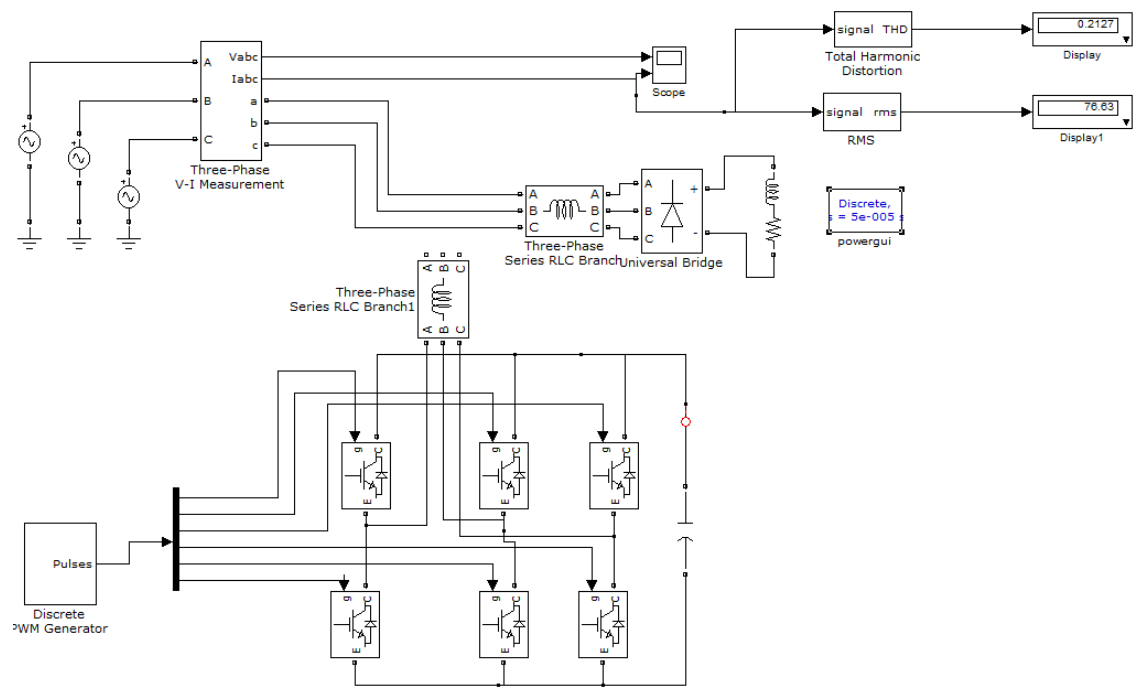 signal THD
0.2127
Total Harmonic
Distortion
Display
A
B
C
Vabc
Iabc
a
b
c
Three-Phase
V-I Measurement
Scope
signal rms
76.63
RMS
Display1
+
+
+
A A
B B
C C
Three-Phase
Series RLC Branch
A
B
C
+
-
Universal Bridge
Discrete,
s = 5e-005 s
powergui
A B C
Three-Phase
Series RLC Branch1
A B C
g C
E
g C
E
g C
E
Pulses
Discrete
PWM Generator
g C
E
g C
E
g C
E